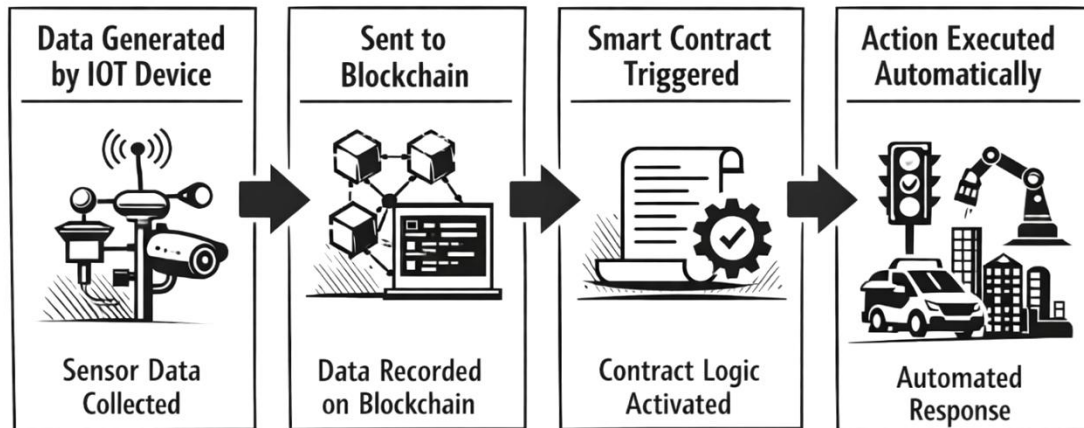 Data Generated
by IOT Device
Sensor Data
Collected
Sent to
Blockchain
Data Recorded
on Blockchain
Smart Contract
Triggered
Contract Logic
Activated
Action Executed
Automatically
Automated
Response